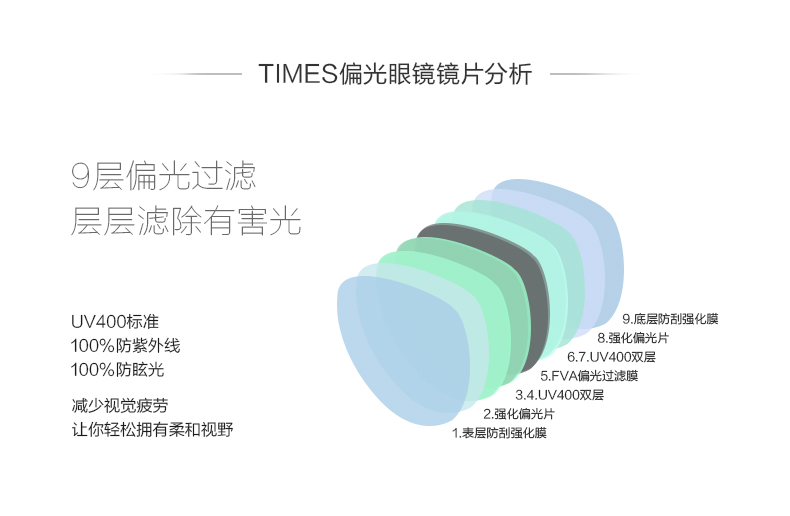 TIMES偏光眼镜镜片分析
9层偏光过滤
层层滤除有害光
UV400标准
100%防紫外线
100%防眩光
减少视觉疲劳
让你轻松拥有柔和视野
9.底层防刮强化膜
8.强化偏光片
6.7.UV400双层
5.FVA偏光过滤膜
3.4.UV400双层
2.强化偏光片
1.表层防刮强化膜